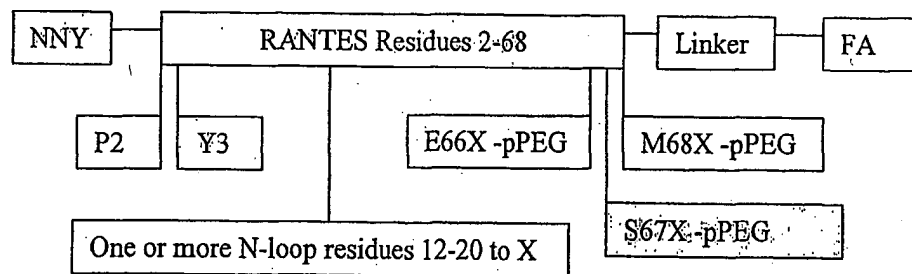 NNY
RANTES Residues 2-68
Linker
FA
P2
Y3
E66X -pPEG
M68X -pPEG
S67X -pPEG
One or more N-loop residues 12-20 to X